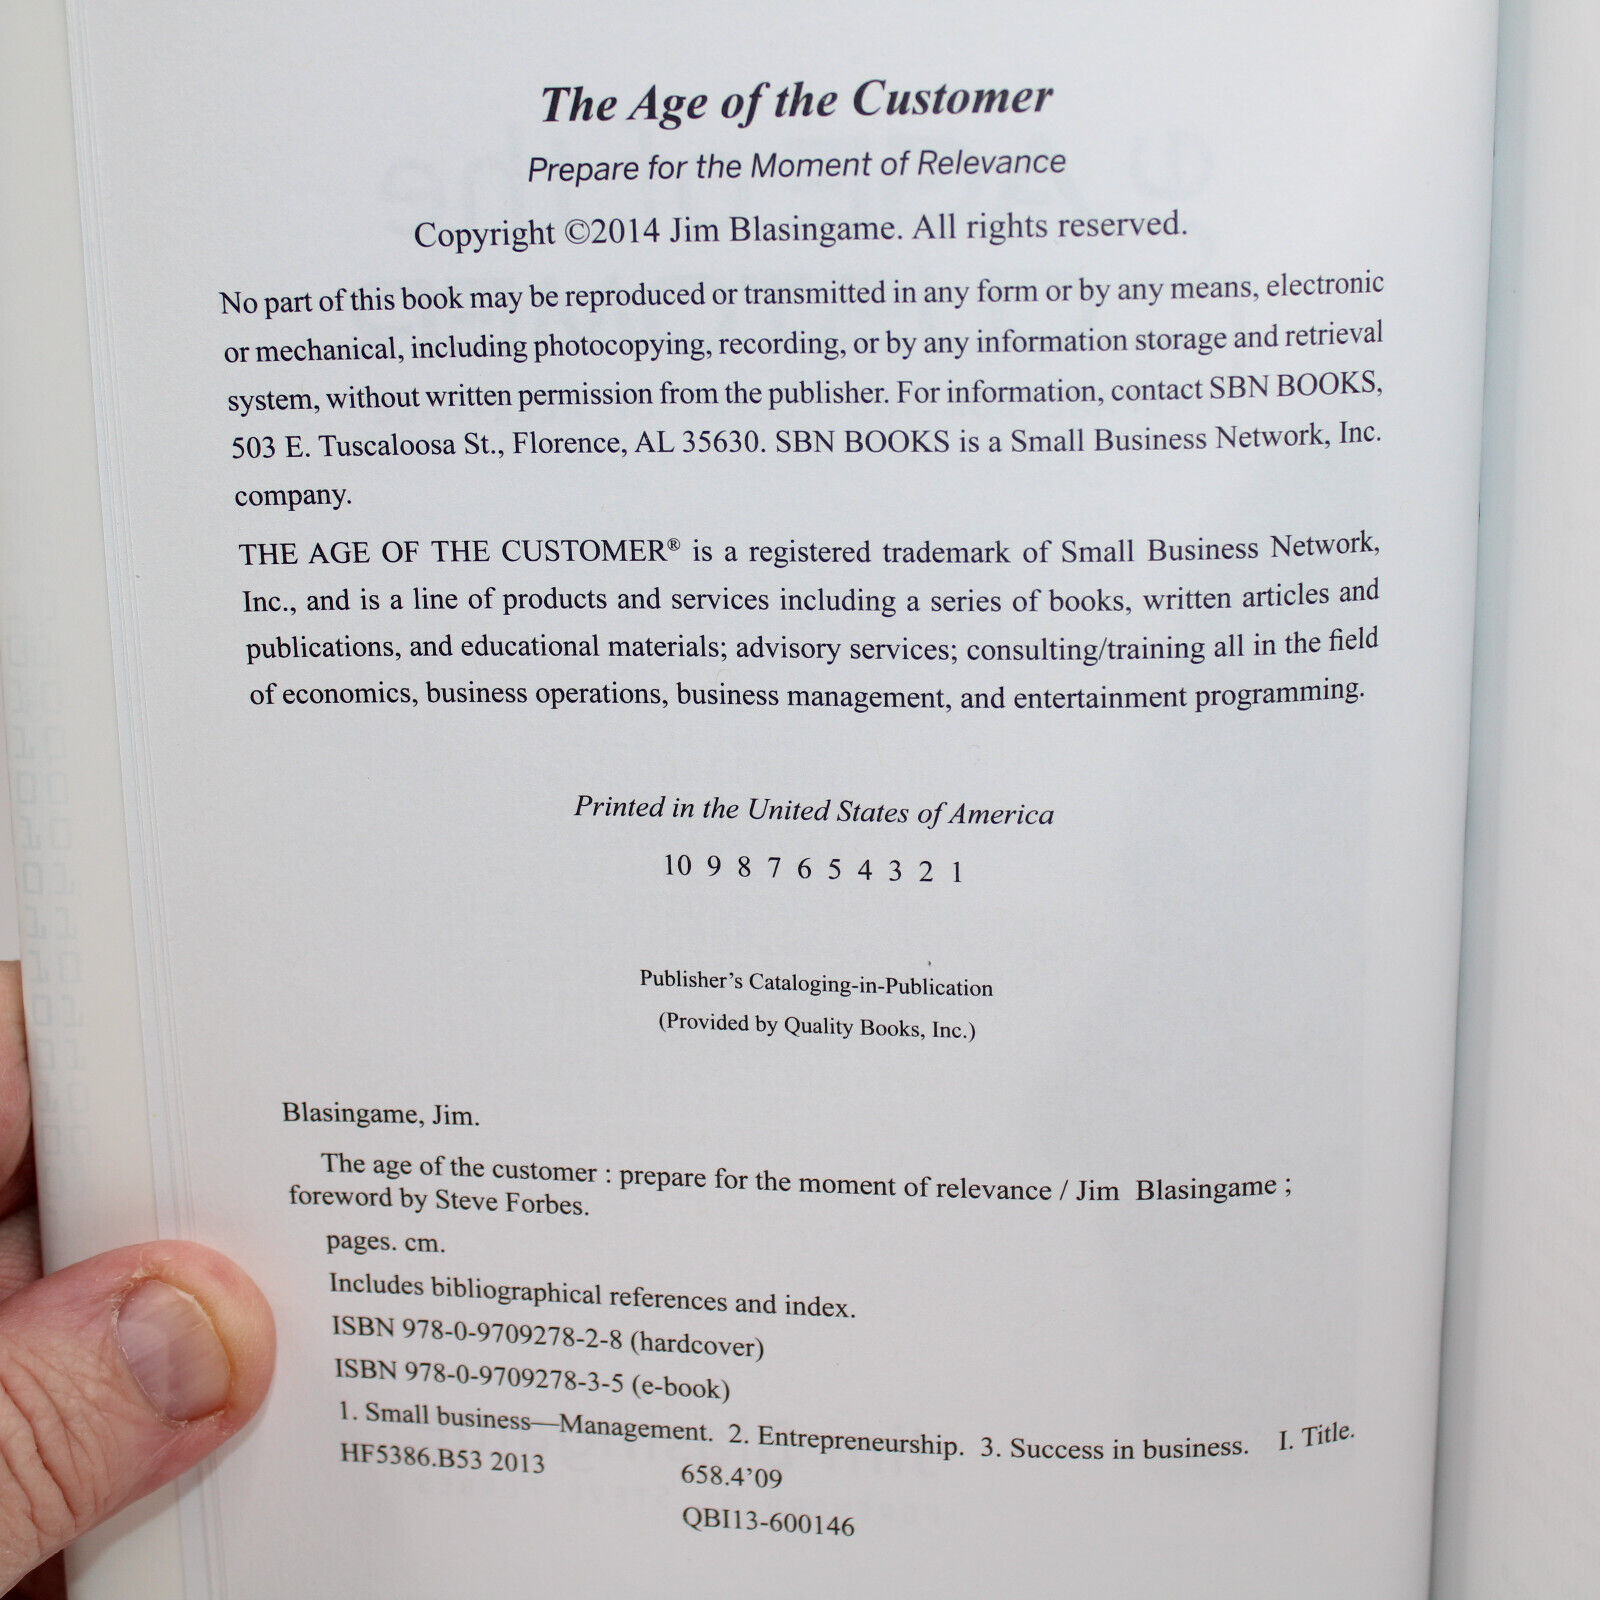 The Age of the Customer
Prepare for the Moment of Relevance
Copyright ©2014 Jim Blasingame. All rights reserved.
No part of this book may be reproduced or transmitted in any form or by any means, electronic
or mechanical, including photocopying, recording, or by any information storage and retrieval
system, without written permission from the publisher. For information, contact SBN BOOKS,
503 E. Tuscaloosa St., Florence, AL 35630. SBN BOOKS is a Small Business Network, Inc.
company.
THE AGE OF THE CUSTOMER® is a registered trademark of Small Business Network,
Inc., and is a line of products and services including a series of books, written articles and
publications, and educational materials; advisory services; consulting/training all in the field
of economics, business operations, business management, and entertainment programming.
Printed in the United States of America
10 9 8 7 6 5 4 3 2 1
Publisher's Cataloging-in-Publication
(Provided by Quality Books, Inc.)
Blasingame, Jim.
The age of the customer : prepare for the moment of relevance / Jim Blasingame ;
foreword by Steve Forbes.
pages. cm.
Includes bibliographical references and index.
ISBN 978-0-9709278-2-8 (hardcover)
ISBN 978-0-9709278-3-5 (e-book)
1. Small business—Management. 2. Entrepreneurship. 3. Success in business. I. Title.
HF5386.B53 2013 658.4'09
QBI13-600146